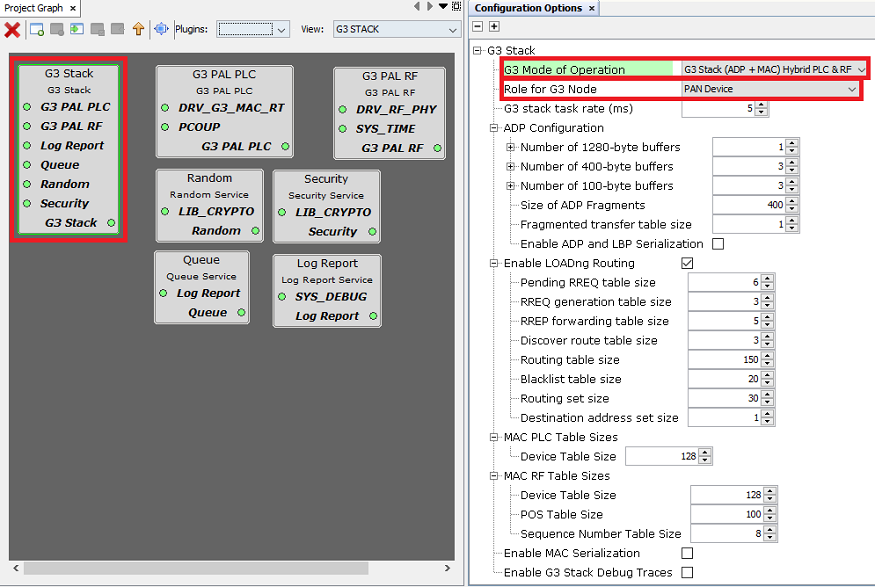 Project Graph ×
Plugins:
View:
G3 STACK
G3 Stack
G3 Stack
G3 PAL PLC
G3 PAL RF
Log Report
Queue
Random
Security
G3 Stack
G3 PAL PLC
G3 PAL PLC
DRV_G3_MAC_RT
PCOUP
G3 PAL PLC
G3 PAL RF
G3 PAL RF
DRV_RF_PHY
SYS_TIME
G3 PAL RF
Random
Random Service
LIB_CRYPTO
Random
Security
Security Service
LIB_CRYPTO
Security
Queue
Queue Service
Log Report
Queue
Log Report
Log Report Service
SYS_DEBUG
Log Report
Configuration Options ×
G3 Stack
G3 Mode of Operation G3 Stack (ADP + MAC) Hybrid PLC & RF
Role for G3 Node PAN Device
G3 stack task rate (ms) 5
ADP Configuration
Number of 1280-byte buffers 1
Number of 400-byte buffers 3
Number of 100-byte buffers 3
Size of ADP Fragments 400
Fragmented transfer table size 1
Enable ADP and LBP Serialization
Enable LOADng Routing
Pending RREQ table size 6
RREQ generation table size 3
RREP forwarding table size 5
Discover route table size 3
Routing table size 150
Blacklist table size 20
Routing set size 30
Destination address set size 1
MAC PLC Table Sizes
Device Table Size 128
MAC RF Table Sizes
Device Table Size 128
POS Table Size 100
Sequence Number Table Size 8
Enable MAC Serialization
Enable G3 Stack Debug Traces